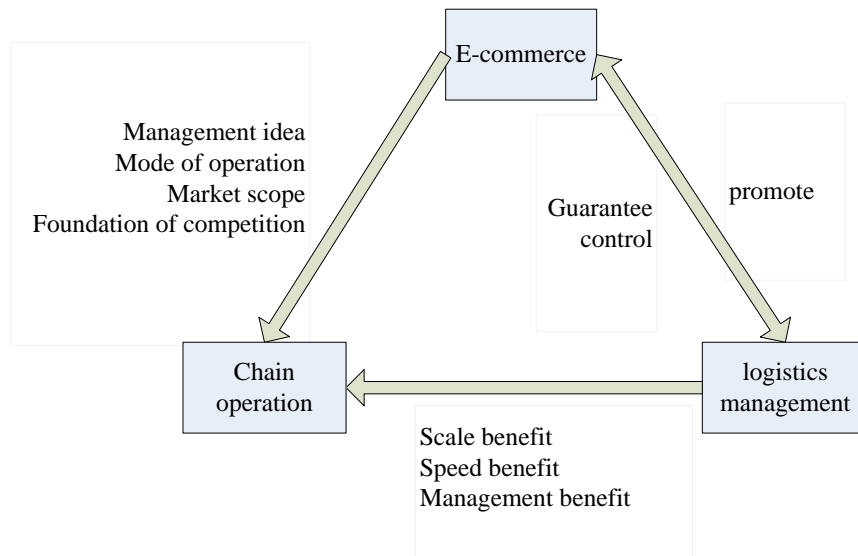 E-commerce
Management idea
Mode of operation
Market scope
Foundation of competition
Guarantee
control
promote
Chain
operation
logistics
management
Scale benefit
Speed benefit
Management benefit